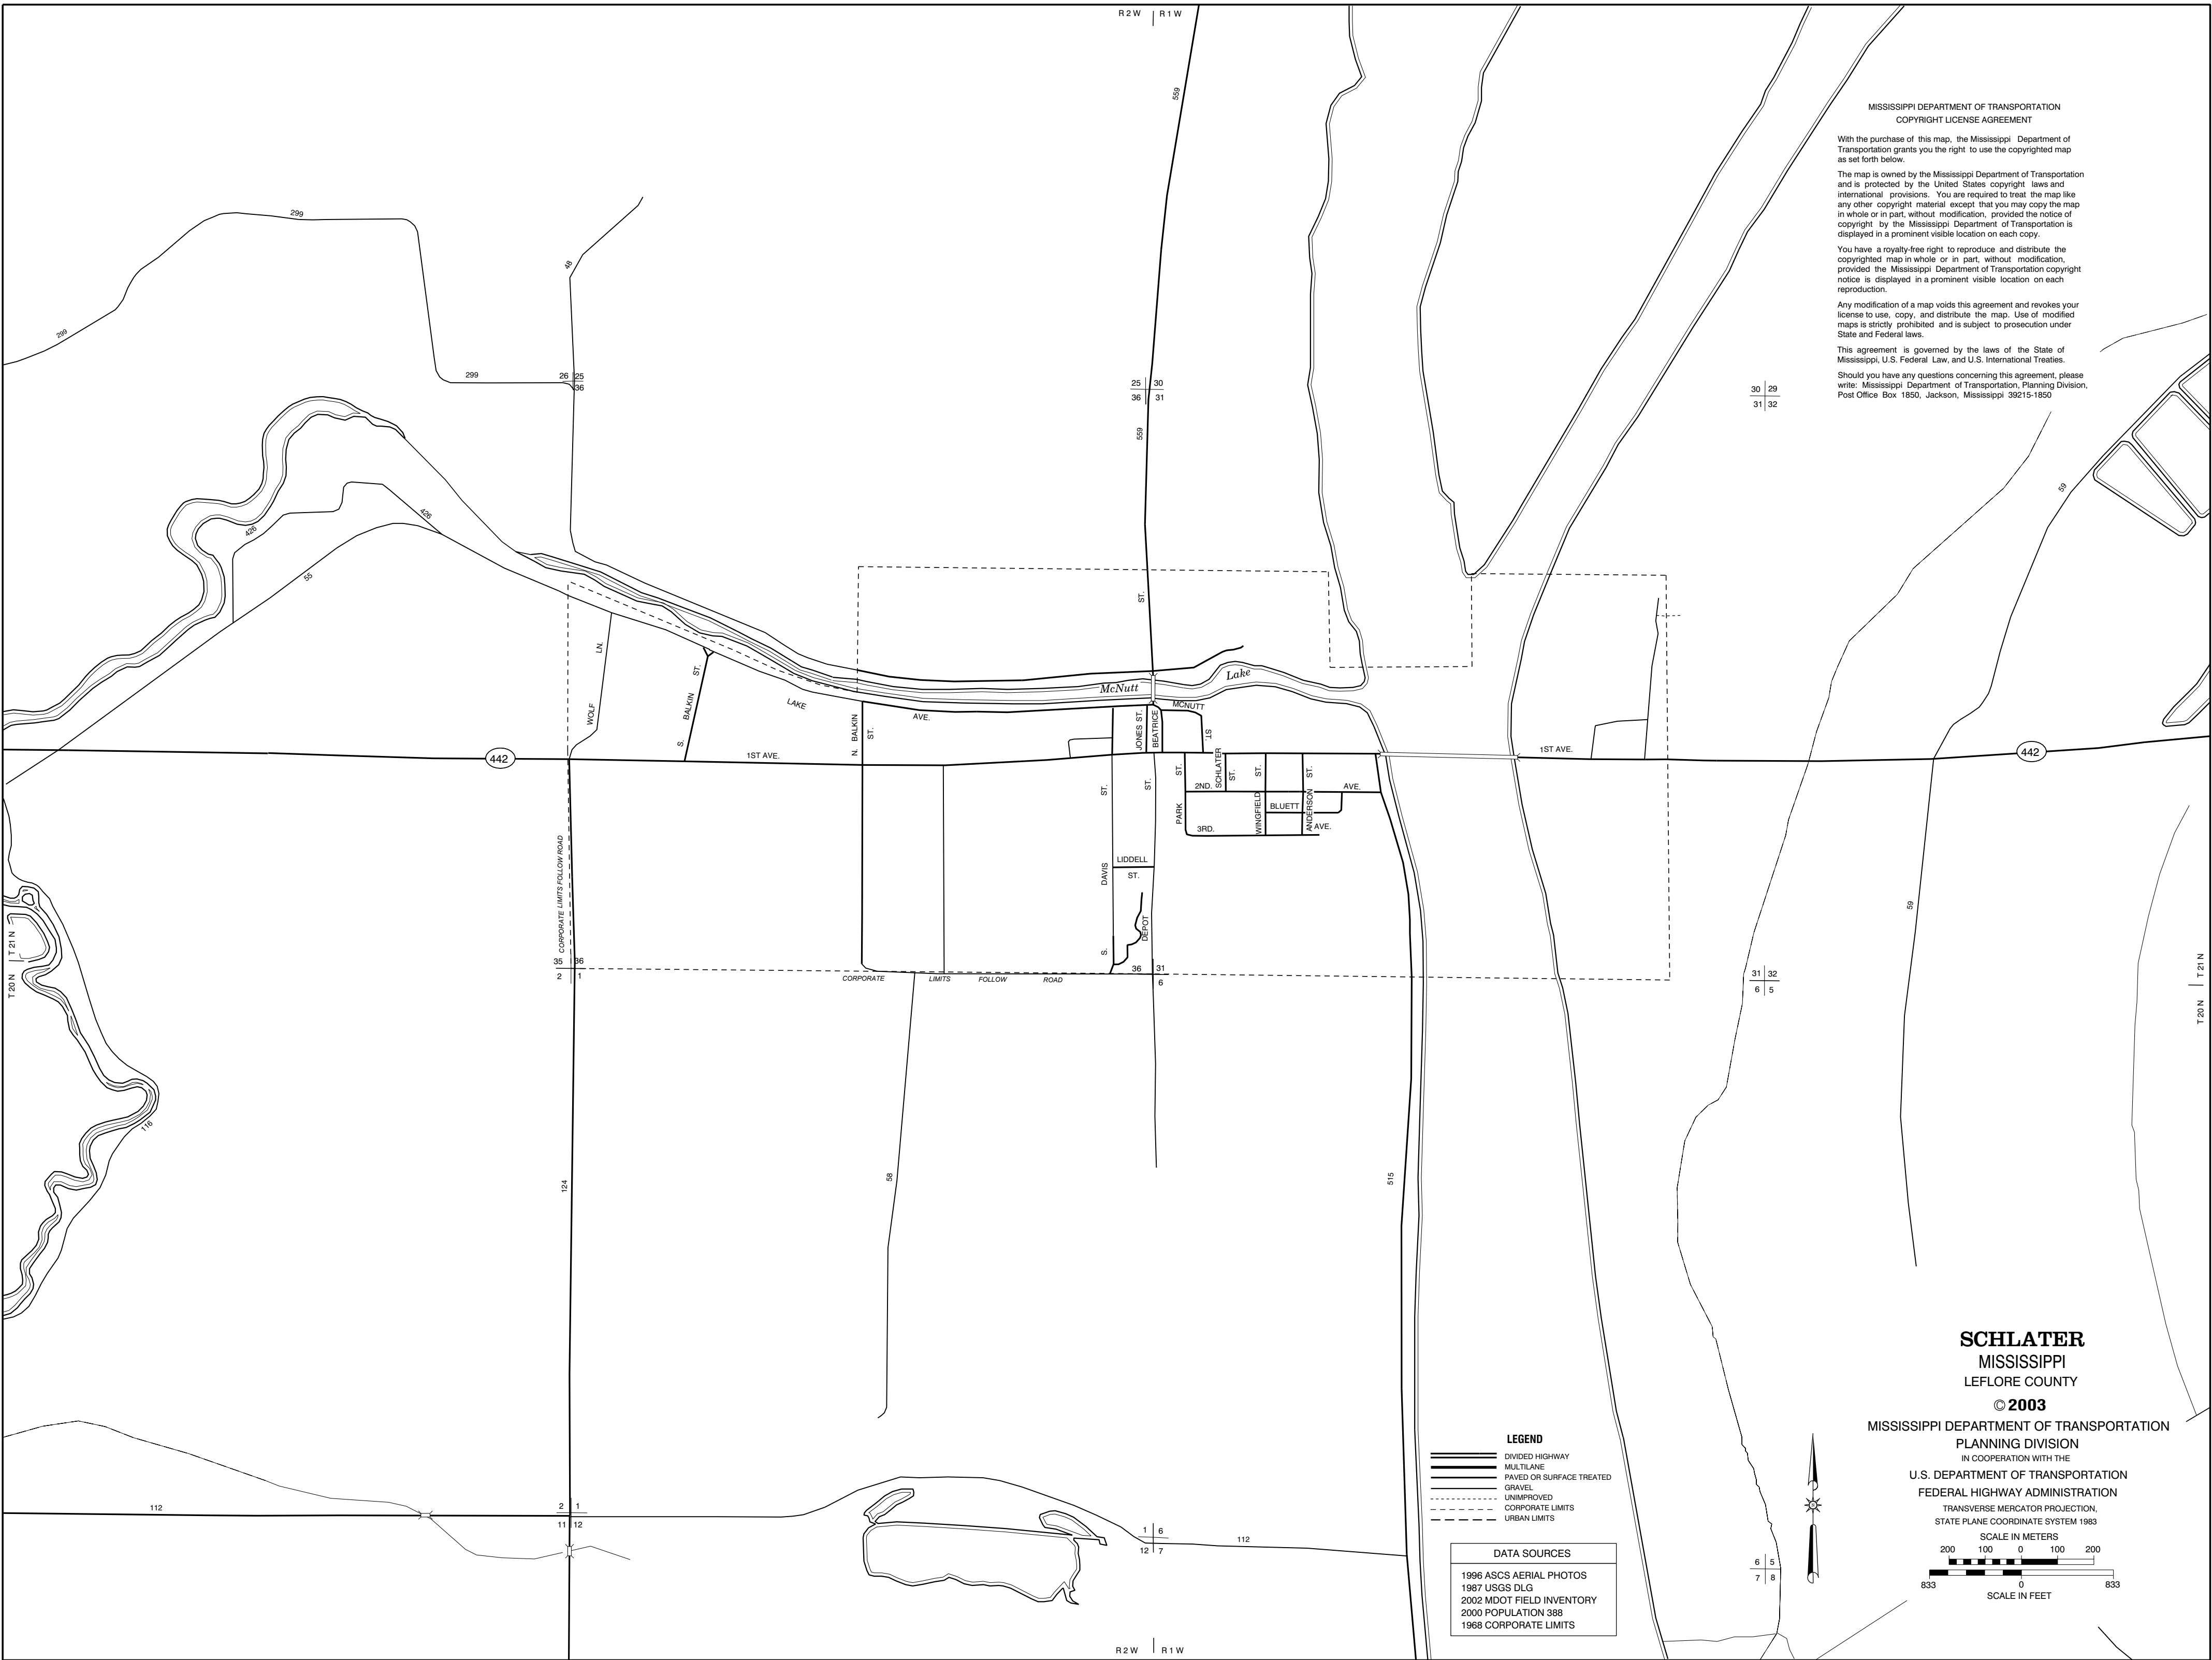 R 2 W | R 1 W
559
MISSISSIPPI DEPARTMENT OF TRANSPORTATION
COPYRIGHT LICENSE AGREEMENT
With the purchase of this map, the Mississippi Department of
Transportation grants you the right to use the copyrighted map
as set forth below.
The map is owned by the Mississippi Department of Transportation
and is protected by the United States copyright laws and
international provisions. You are required to treat the map like
any other copyright material except that you may copy the map
in whole or in part, without modification, provided the notice of
copyright by the Mississippi Department of Transportation is
displayed in a prominent visible location on each copy.
You have a royalty-free right to reproduce and distribute the
copyrighted map in whole or in part, without modification,
provided the Mississippi Department of Transportation copyright
notice is displayed in a prominent visible location on each
reproduction.
Any modification of a map voids this agreement and revokes your
license to use, copy, and distribute the map. Use of modified
maps is strictly prohibited and is subject to prosecution under
State and Federal laws.
This agreement is governed by the laws of the State of
Mississippi, U.S. Federal Law, and U.S. International Treaties.
Should you have any questions concerning this agreement, please
write: Mississippi Department of Transportation, Planning Division,
Post Office Box 1850, Jackson, Mississippi 39215-1850
299
48
299
299
26 25
36
25 30
36 31
30 29
31 32
559
59
426
426
55
ST.
WOLF LN.
S. BALKIN ST.
LAKE AVE.
N. BALKIN ST.
McNutt Lake
MCNUTT ST.
JONES ST.
BEATRICE
442
1ST AVE.
1ST AVE.
442
S. DAVIS ST.
DEPOT ST.
PARK ST.
SCHLATER ST.
WINGFIELD ST.
ANDERSON ST.
2ND. AVE.
BLUETT
3RD. AVE.
LIDDELL ST.
59
CORPORATE LIMITS FOLLOW ROAD
T 21 N
T 20 N
35 36
2 1
CORPORATE LIMITS FOLLOW ROAD
36 31
6
31 32
6 5
T 21 N
T 20 N
116
124
58
515
112
2 1
11 12
1 6
12 7
112
6 5
7 8
LEGEND
DIVIDED HIGHWAY
MULTILANE
PAVED OR SURFACE TREATED
GRAVEL
UNIMPROVED
CORPORATE LIMITS
URBAN LIMITS
DATA SOURCES
1996 ASCS AERIAL PHOTOS
1987 USGS DLG
2002 MDOT FIELD INVENTORY
2000 POPULATION 388
1968 CORPORATE LIMITS
SCHLATER
MISSISSIPPI
LEFLORE COUNTY
© 2003
MISSISSIPPI DEPARTMENT OF TRANSPORTATION
PLANNING DIVISION
IN COOPERATION WITH THE
U.S. DEPARTMENT OF TRANSPORTATION
FEDERAL HIGHWAY ADMINISTRATION
TRANSVERSE MERCATOR PROJECTION,
STATE PLANE COORDINATE SYSTEM 1983
SCALE IN METERS
200 100 0 100 200
833 0 833
SCALE IN FEET
R 2 W | R 1 W